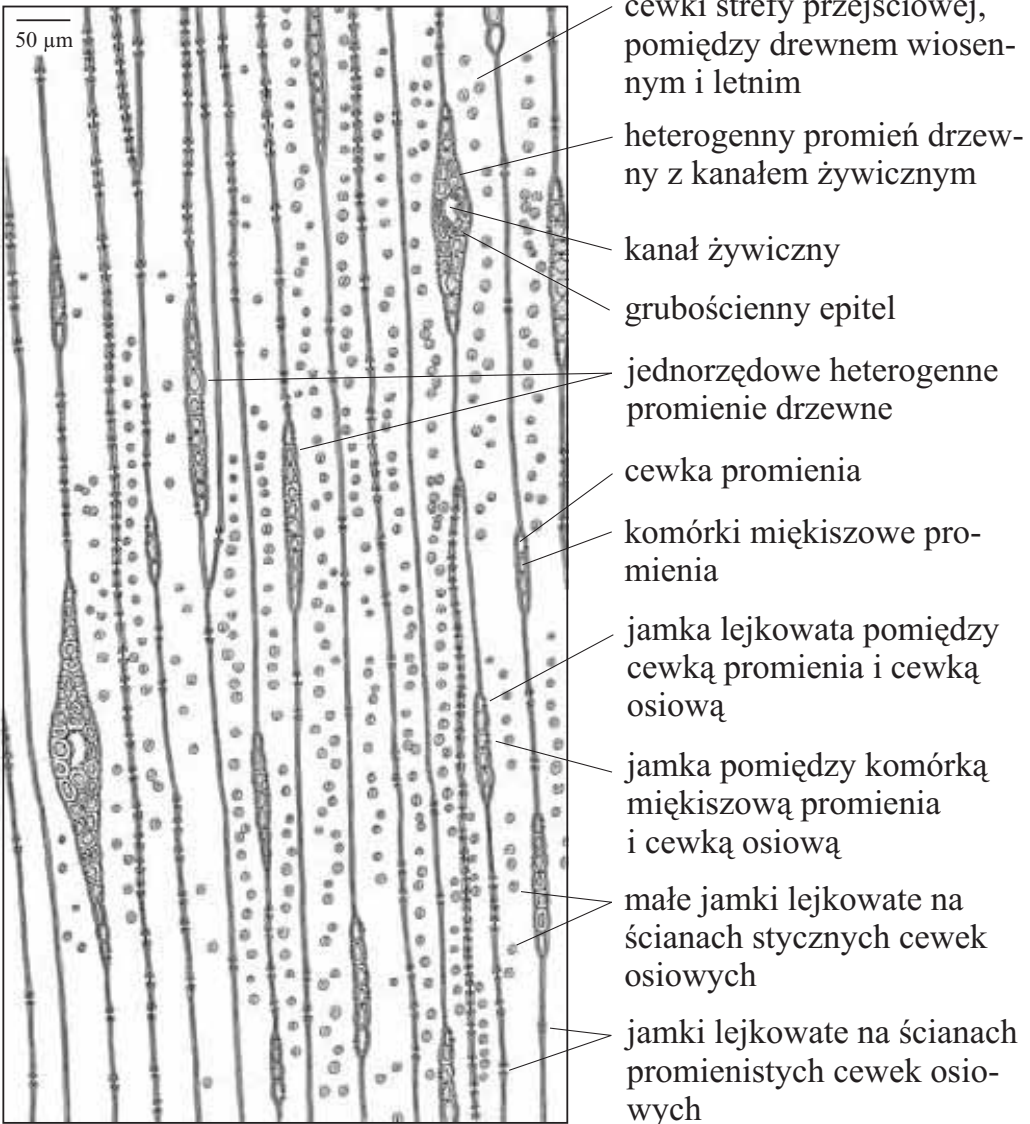 50 µm
cewki strefy przejściowej,
pomiędzy drewnem wiosen-
nym i letnim
heterogenny promień drzew-
ny z kanałem żywicznym
kanał żywiczny
grubościenny epitel
jednorzędowe heterogenne
promienie drzewne
cewka promienia
komórki miękiszowe pro-
mienia
jamka lejkowata pomiędzy
cewką promienia i cewką
osiową
jamka pomiędzy komórką
miękiszową promienia
i cewką osiową
małe jamki lejkowate na
ścianach stycznych cewek
osiowych
jamki lejkowate na ścianach
promienistych cewek osio-
wych